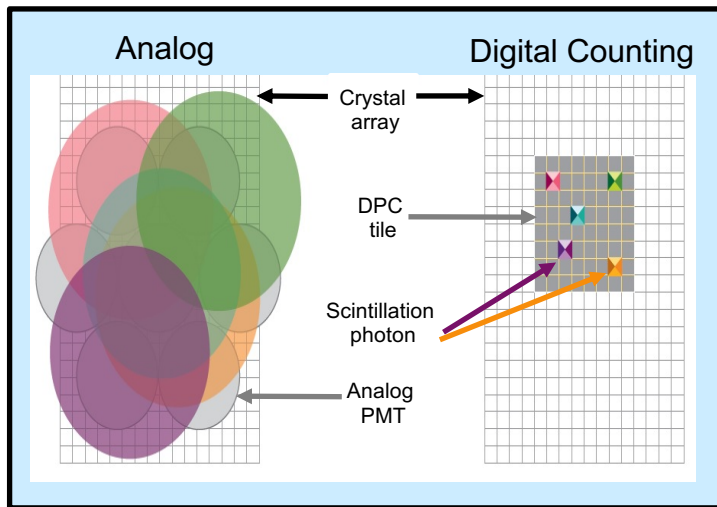 Analog
Digital Counting
Crystal
array
DPC
tile
Scintillation
photon
Analog
PMT